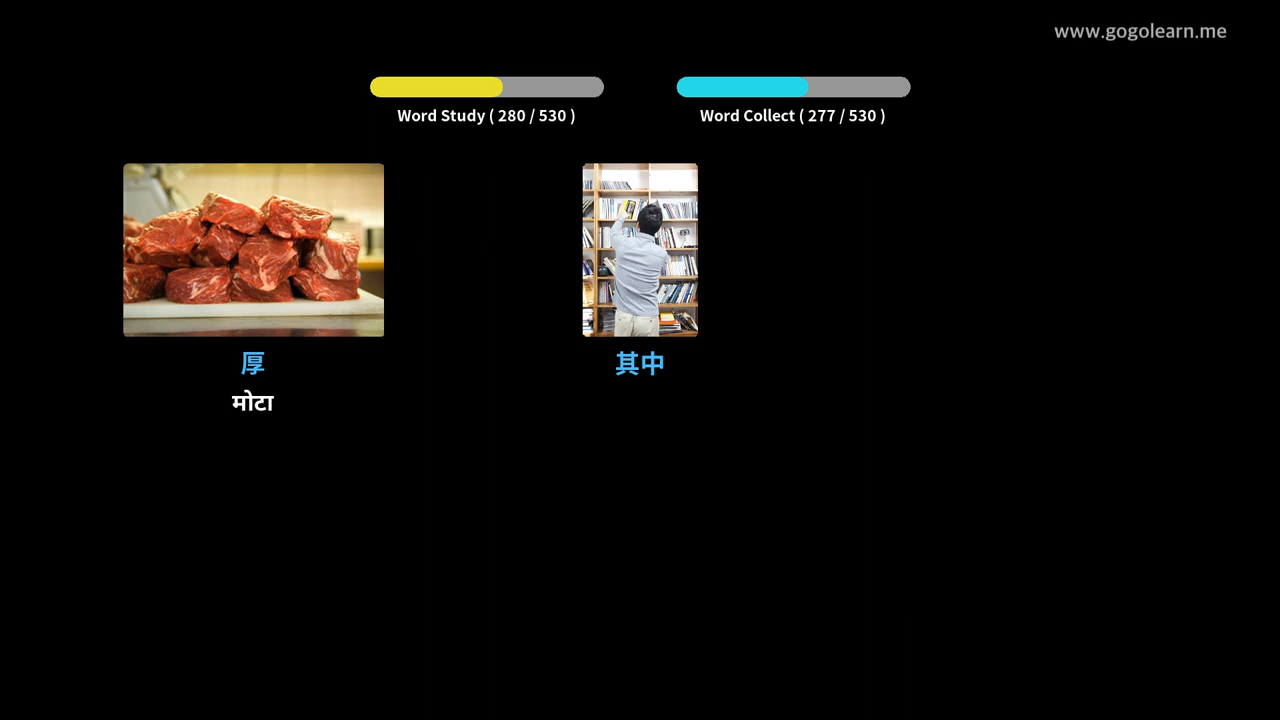 www.gogolearn.me
Word Study ( 280 / 530 )
Word Collect ( 277 / 530 )
厚
मोटा
其中